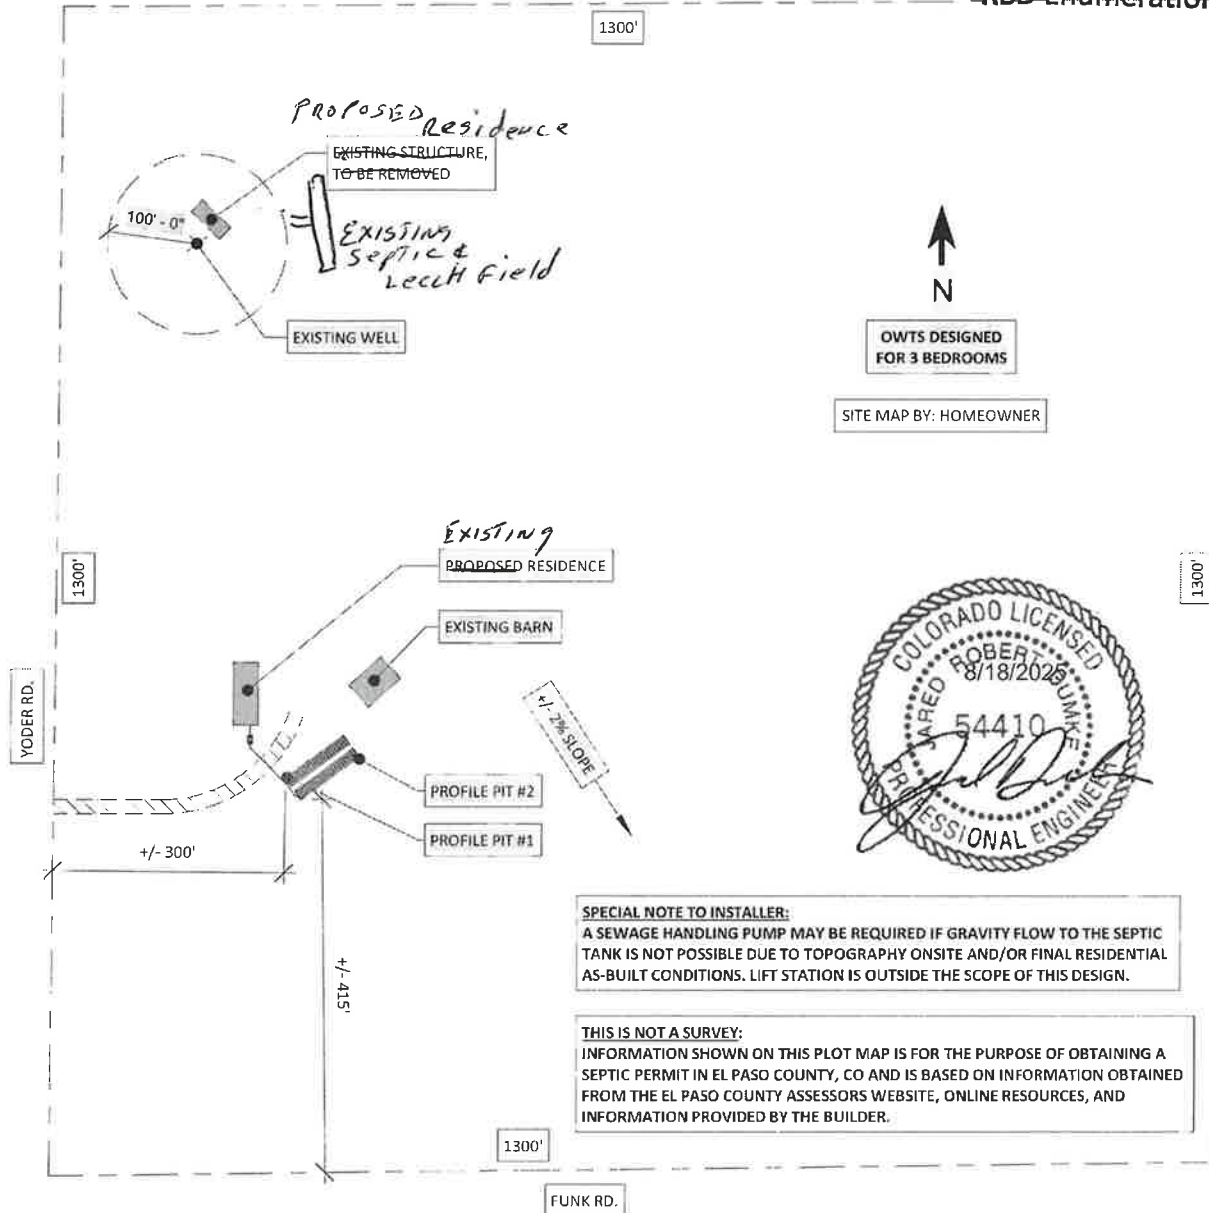 RBD Enumeration
1300'
PROPOSED Residence
EXISTING STRUCTURE,
TO BE REMOVED
100' - 0"
EXISTING
SepTic &
LeccH Field
EXISTING WELL
N
OWTS DESIGNED
FOR 3 BEDROOMS
SITE MAP BY: HOMEOWNER
EXISTINg
PROPOSED RESIDENCE
1300'
1300'
EXISTING BARN
YODER RD.
+/- 2% SLOPE
PROFILE PIT #2
PROFILE PIT #1
+/- 300'
+/- 415'
COLORADO LICENSED
JARED ROBERT DUMKE
8/18/2025
54410
PROFESSIONAL ENGINEER
SPECIAL NOTE TO INSTALLER:
A SEWAGE HANDLING PUMP MAY BE REQUIRED IF GRAVITY FLOW TO THE SEPTIC
TANK IS NOT POSSIBLE DUE TO TOPOGRAPHY ONSITE AND/OR FINAL RESIDENTIAL
AS-BUILT CONDITIONS. LIFT STATION IS OUTSIDE THE SCOPE OF THIS DESIGN.
THIS IS NOT A SURVEY:
INFORMATION SHOWN ON THIS PLOT MAP IS FOR THE PURPOSE OF OBTAINING A
SEPTIC PERMIT IN EL PASO COUNTY, CO AND IS BASED ON INFORMATION OBTAINED
FROM THE EL PASO COUNTY ASSESSORS WEBSITE, ONLINE RESOURCES, AND
INFORMATION PROVIDED BY THE BUILDER.
1300'
FUNK RD.